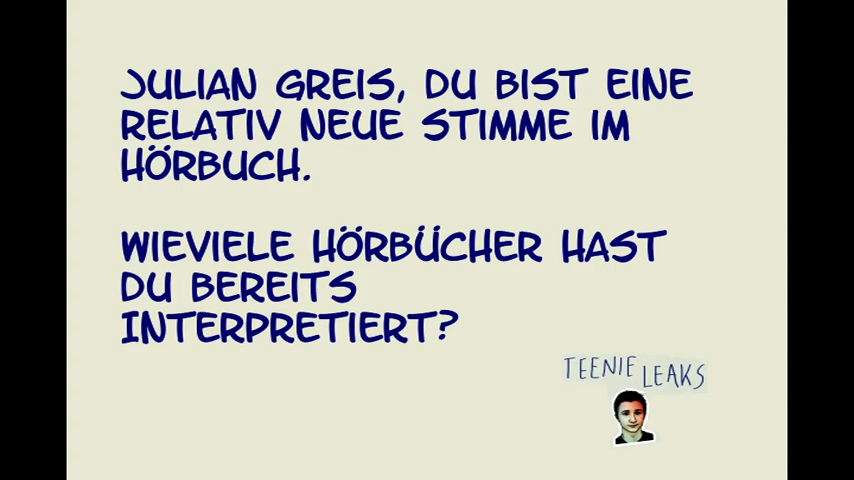 JULIAN GREIS, DU BIST EINE
RELATIV NEUE STIMME IM
HÖRBUCH.
WIEVIELE HÖRBÜCHER HAST
DU BEREITS
INTERPRETIERT?
TEENIE LEAKS